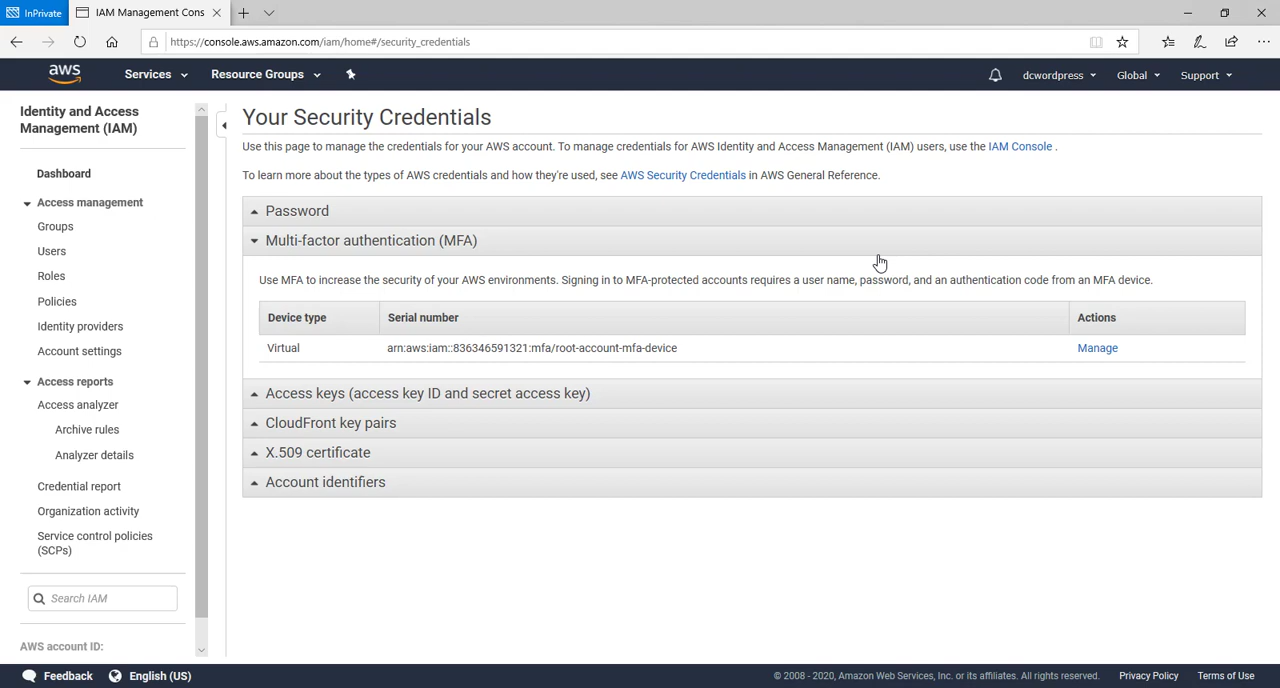 InPrivate
IAM Management Cons
https://console.aws.amazon.com/iam/home#/security_credentials
aws
Services
Resource Groups
dcwordpress
Global
Support
Identity and Access
Management (IAM)
Dashboard
Access management
Groups
Users
Roles
Policies
Identity providers
Account settings
Access reports
Access analyzer
Archive rules
Analyzer details
Credential report
Organization activity
Service control policies
(SCPs)
Search IAM
AWS account ID:
Your Security Credentials
Use this page to manage the credentials for your AWS account. To manage credentials for AWS Identity and Access Management (IAM) users, use the IAM Console .
To learn more about the types of AWS credentials and how they're used, see AWS Security Credentials in AWS General Reference.
Password
Multi-factor authentication (MFA)
Use MFA to increase the security of your AWS environments. Signing in to MFA-protected accounts requires a user name, password, and an authentication code from an MFA device.
Device type Serial number Actions
Virtual arn:aws:iam::836346591321:mfa/root-account-mfa-device Manage
Access keys (access key ID and secret access key)
CloudFront key pairs
X.509 certificate
Account identifiers
Feedback
English (US)
© 2008 - 2020, Amazon Web Services, Inc. or its affiliates. All rights reserved.
Privacy Policy
Terms of Use